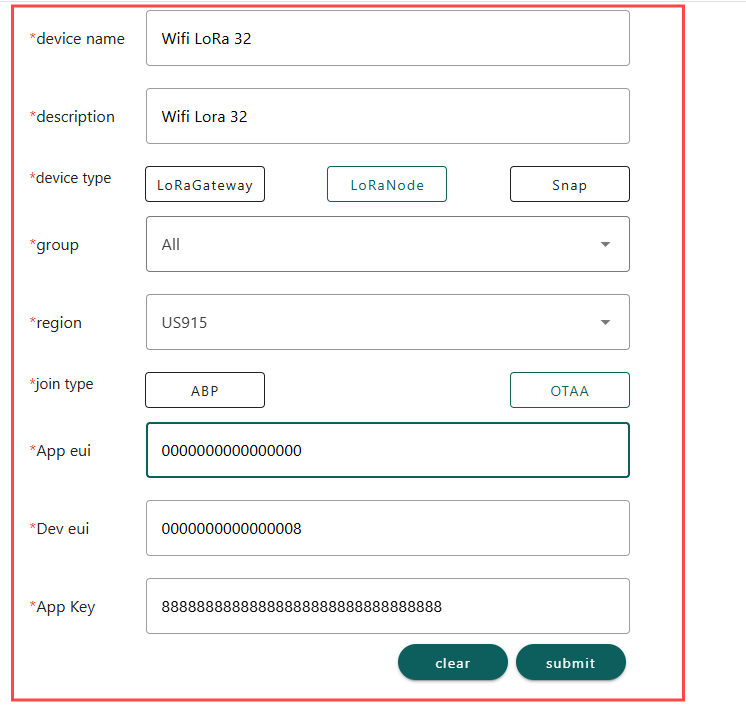 *device name Wifi LoRa 32
*description Wifi Lora 32
*device type LoRaGateway LoRaNode Snap
*group All
*region US915
*join type ABP OTAA
*App eui 0000000000000000
*Dev eui 0000000000000008
*App Key 88888888888888888888888888888888
clear submit